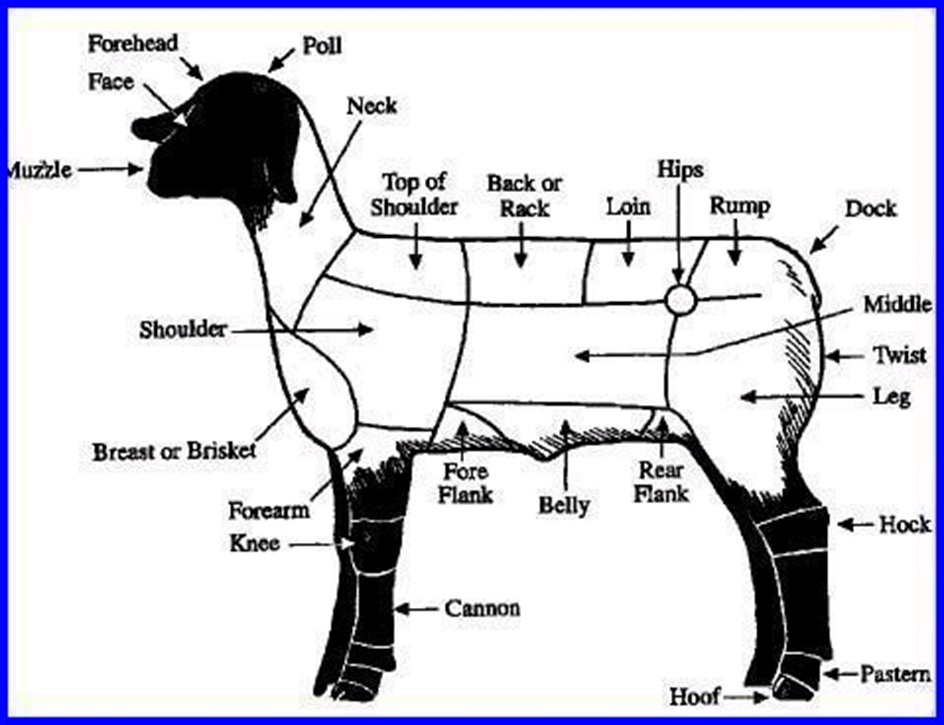 Forehead
Poll
Face
Neck
Muzzle
Top of
Shoulder
Back or
Rack
Loin
Hips
Rump
Dock
Shoulder
Middle
Twist
Leg
Breast or Brisket
Fore
Flank
Belly
Rear
Flank
Forearm
Knee
Hock
Cannon
Pastern
Hoof